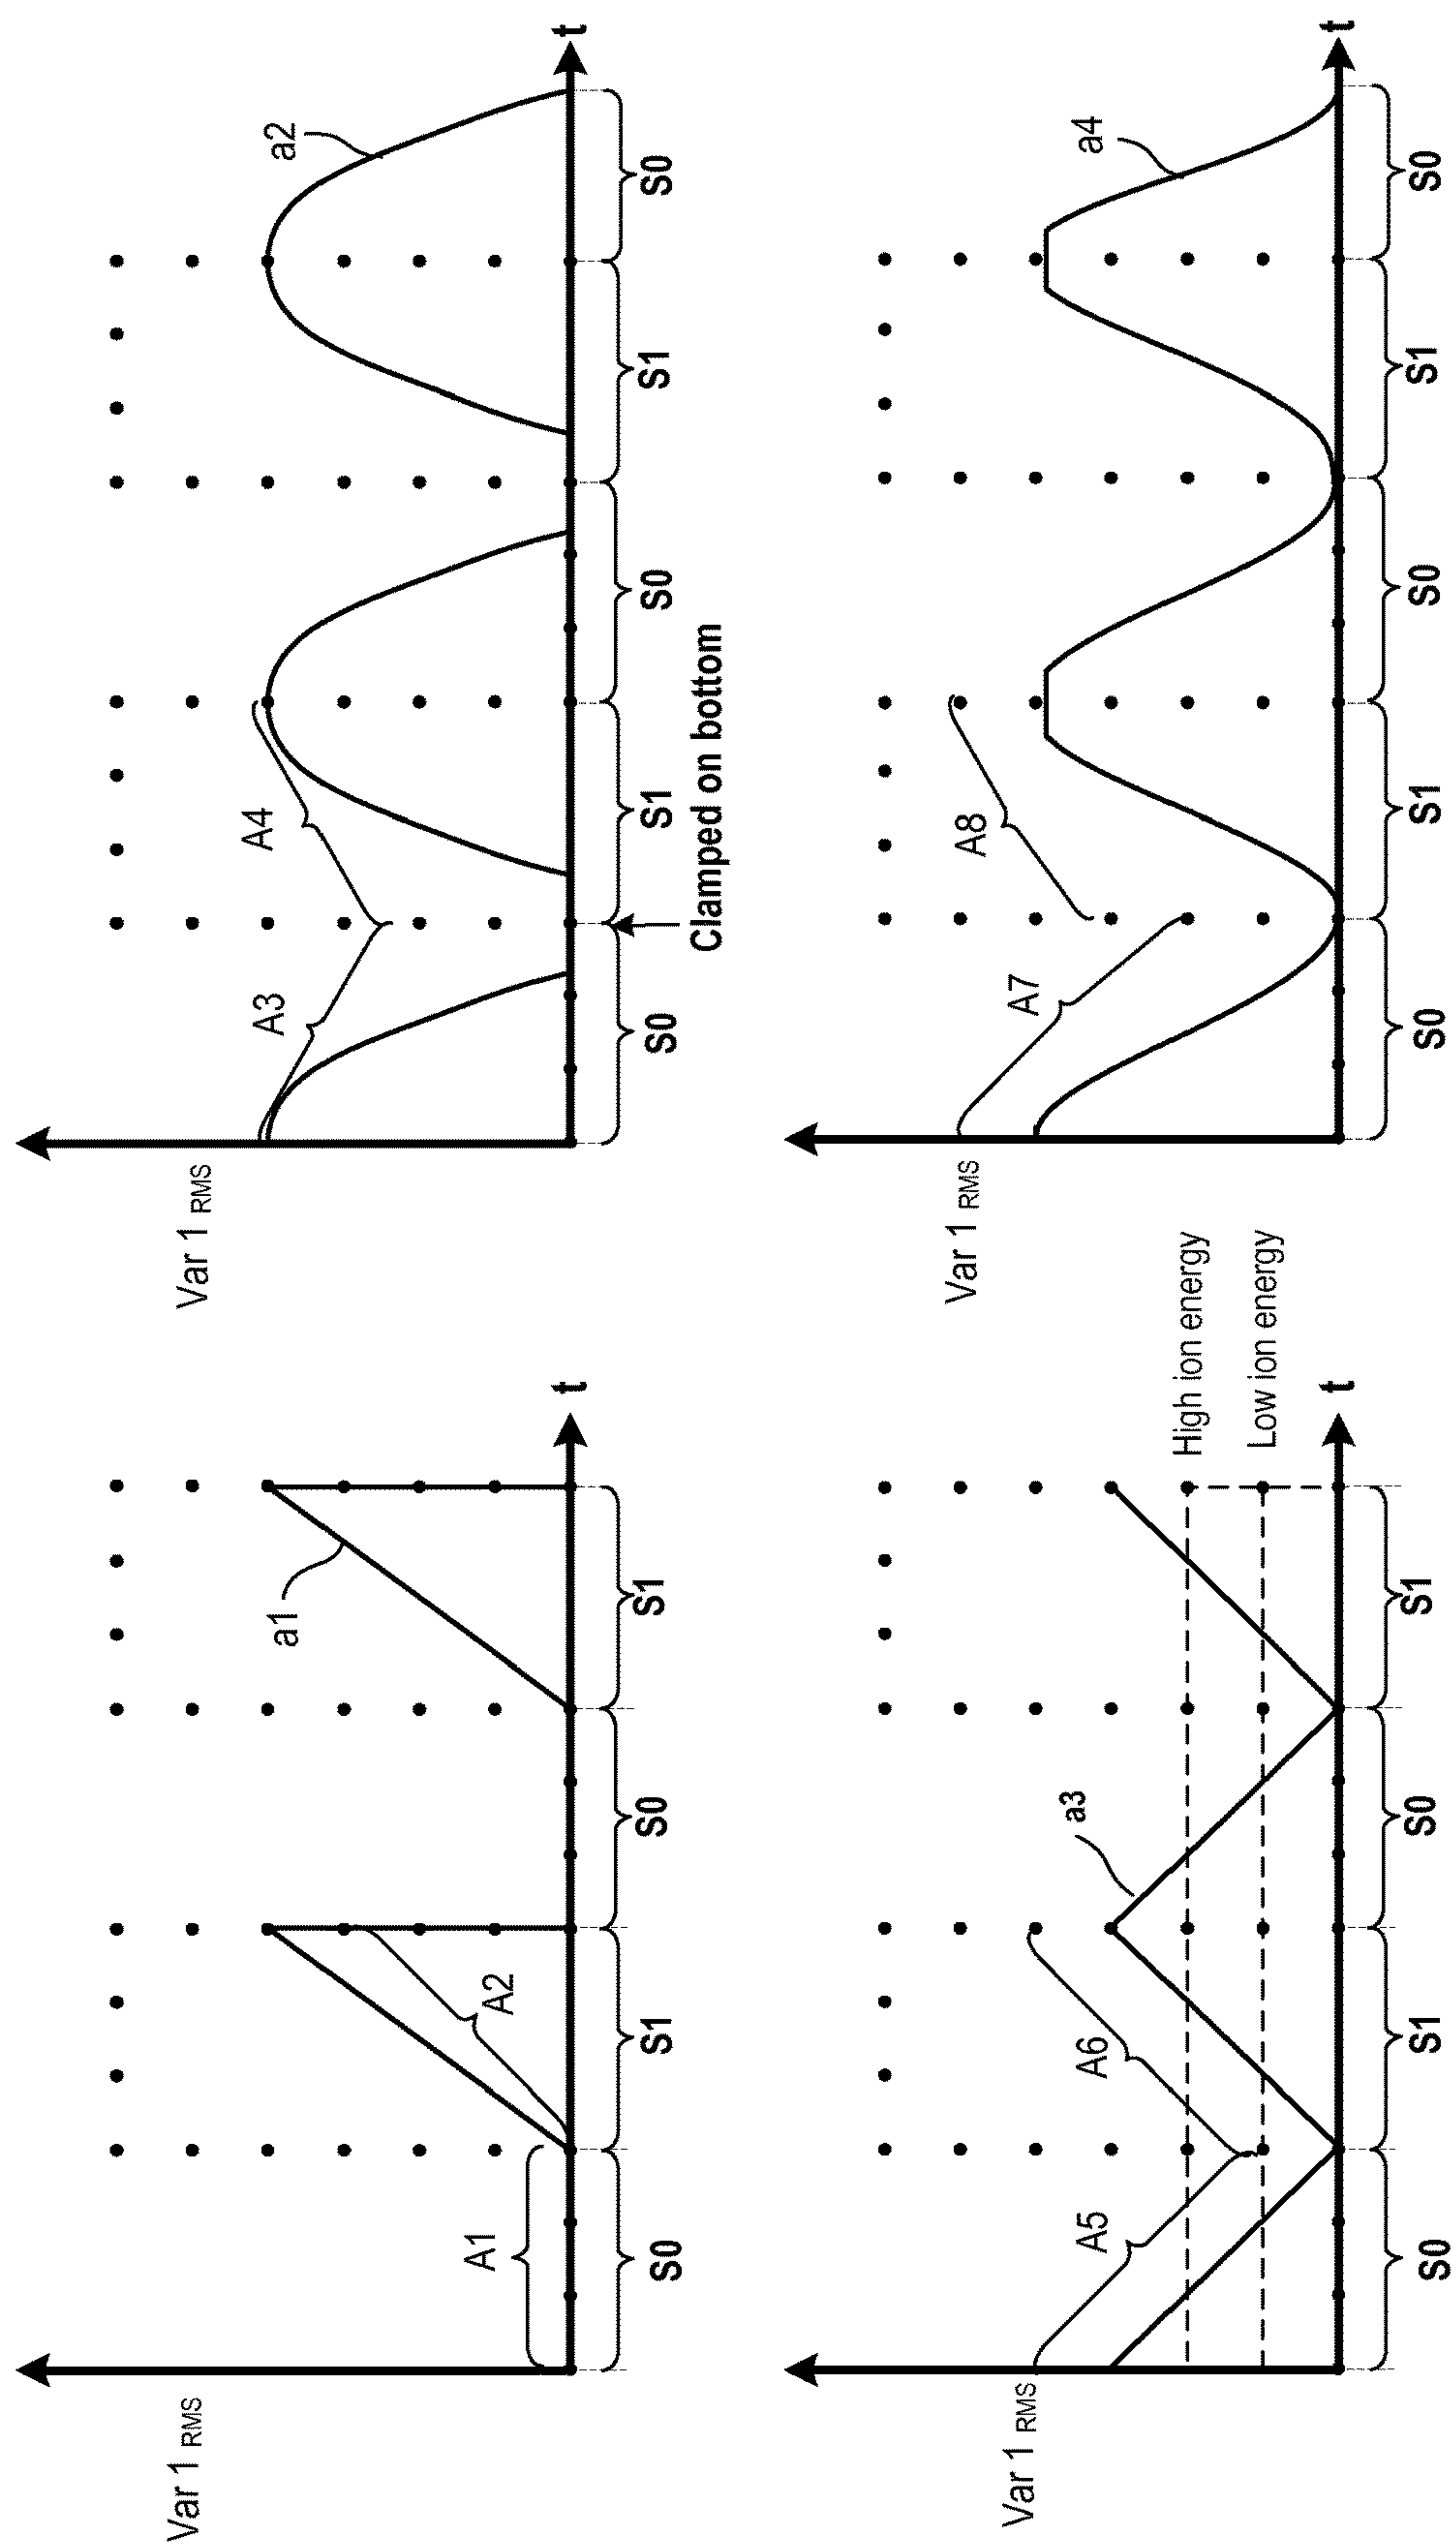 Var 1 RMS
A1
A2
a1
S0
S1
S0
S1
t
Var 1 RMS
A3
A4
a2
S0
S1
S0
S1
S0
t
Clamped on bottom
Var 1 RMS
A5
A6
a3
High ion energy
Low ion energy
S0
S1
S0
S1
t
Var 1 RMS
A7
A8
a4
S0
S1
S0
S1
S0
t